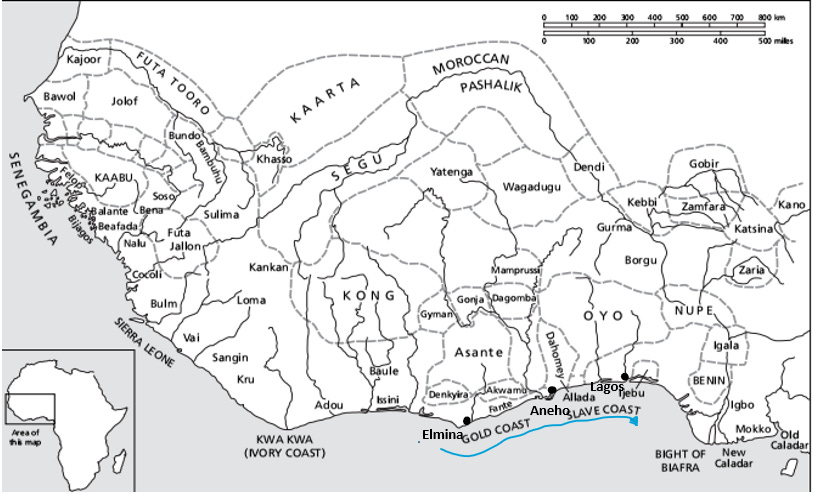 0 100 200 300 400 500 600 700 800 km
0 100 200 300 400 500 miles
Kajoor
FUTA TOORO
Bawol
Jolof
KAARTA
MOROCCAN
PASHALIK
Bundo
Bambuhu
Khasso
SEGU
SENEGAMBIA
Felop
KAABU
Soso
Balante
Bena
Beafada
Bijagos
Sulima
Nalu
Futa
Jallon
Cocoli
Yatenga
Wagadugu
Dendi
Gobir
Kebbi
Zamfara
Kano
Katsina
Gurma
Borgu
Zaria
Kankan
Bulm
Loma
KONG
Mamprussi
Gonja
Dagomba
Gyman
OYO
NUPE
SIERRA LEONE
Vai
Sangin
Kru
Asante
Dahomey
Igala
Baule
Denkyira
Akwamu
Lagos
BENIN
Adou
Issini
Fante
Allada
Ijebu
Aneho
SLAVE COAST
Igbo
Elmina
GOLD COAST
Mokko
KWA KWA
(IVORY COAST)
Old
Caladar
BIGHT OF
BIAFRA
New
Caladar
Area of
this map